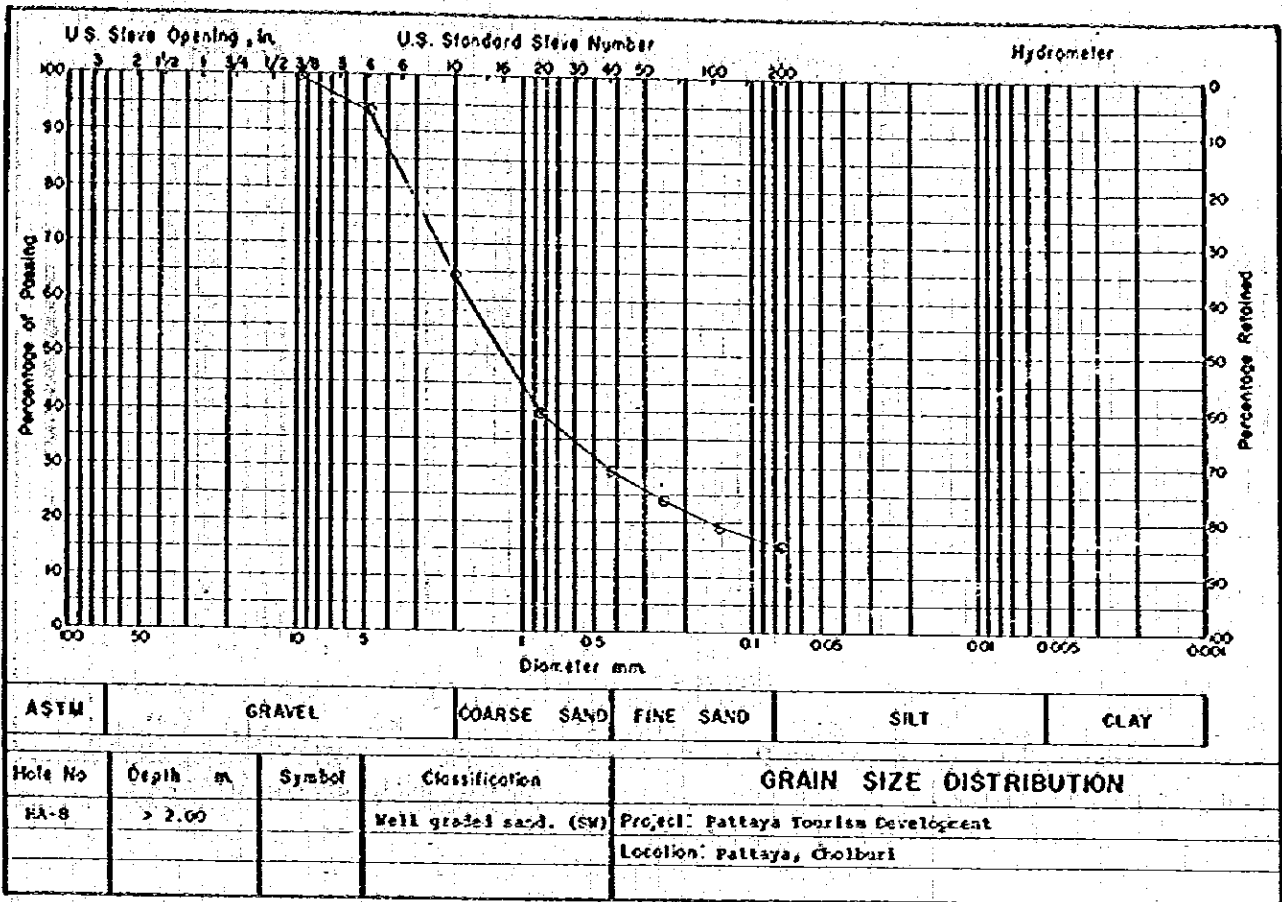 U.S. Sieve Opening, in. U.S. Standard Sieve Number Hydrometer
3 2 1 1/2 1 3/4 1/2 3/8 3 4 6 10 16 20 30 40 50 100 200
100 0
90 10
80 20
70 30
60 40
50 50
40 60
30 70
20 80
10 90
0 100
Percentage of Passing
Percentage Retained
100 50 10 5 1 0.5 0.1 0.05 0.01 0.005 0.001
Diameter mm
ASTM GRAVEL COARSE SAND FINE SAND SILT CLAY
Hole No Depth m Symbol Classification GRAIN SIZE DISTRIBUTION
HA-8 > 2.00 Well graded sand. (SW) Project: Pattaya Tourism Development
Location: Pattaya, Cholburi